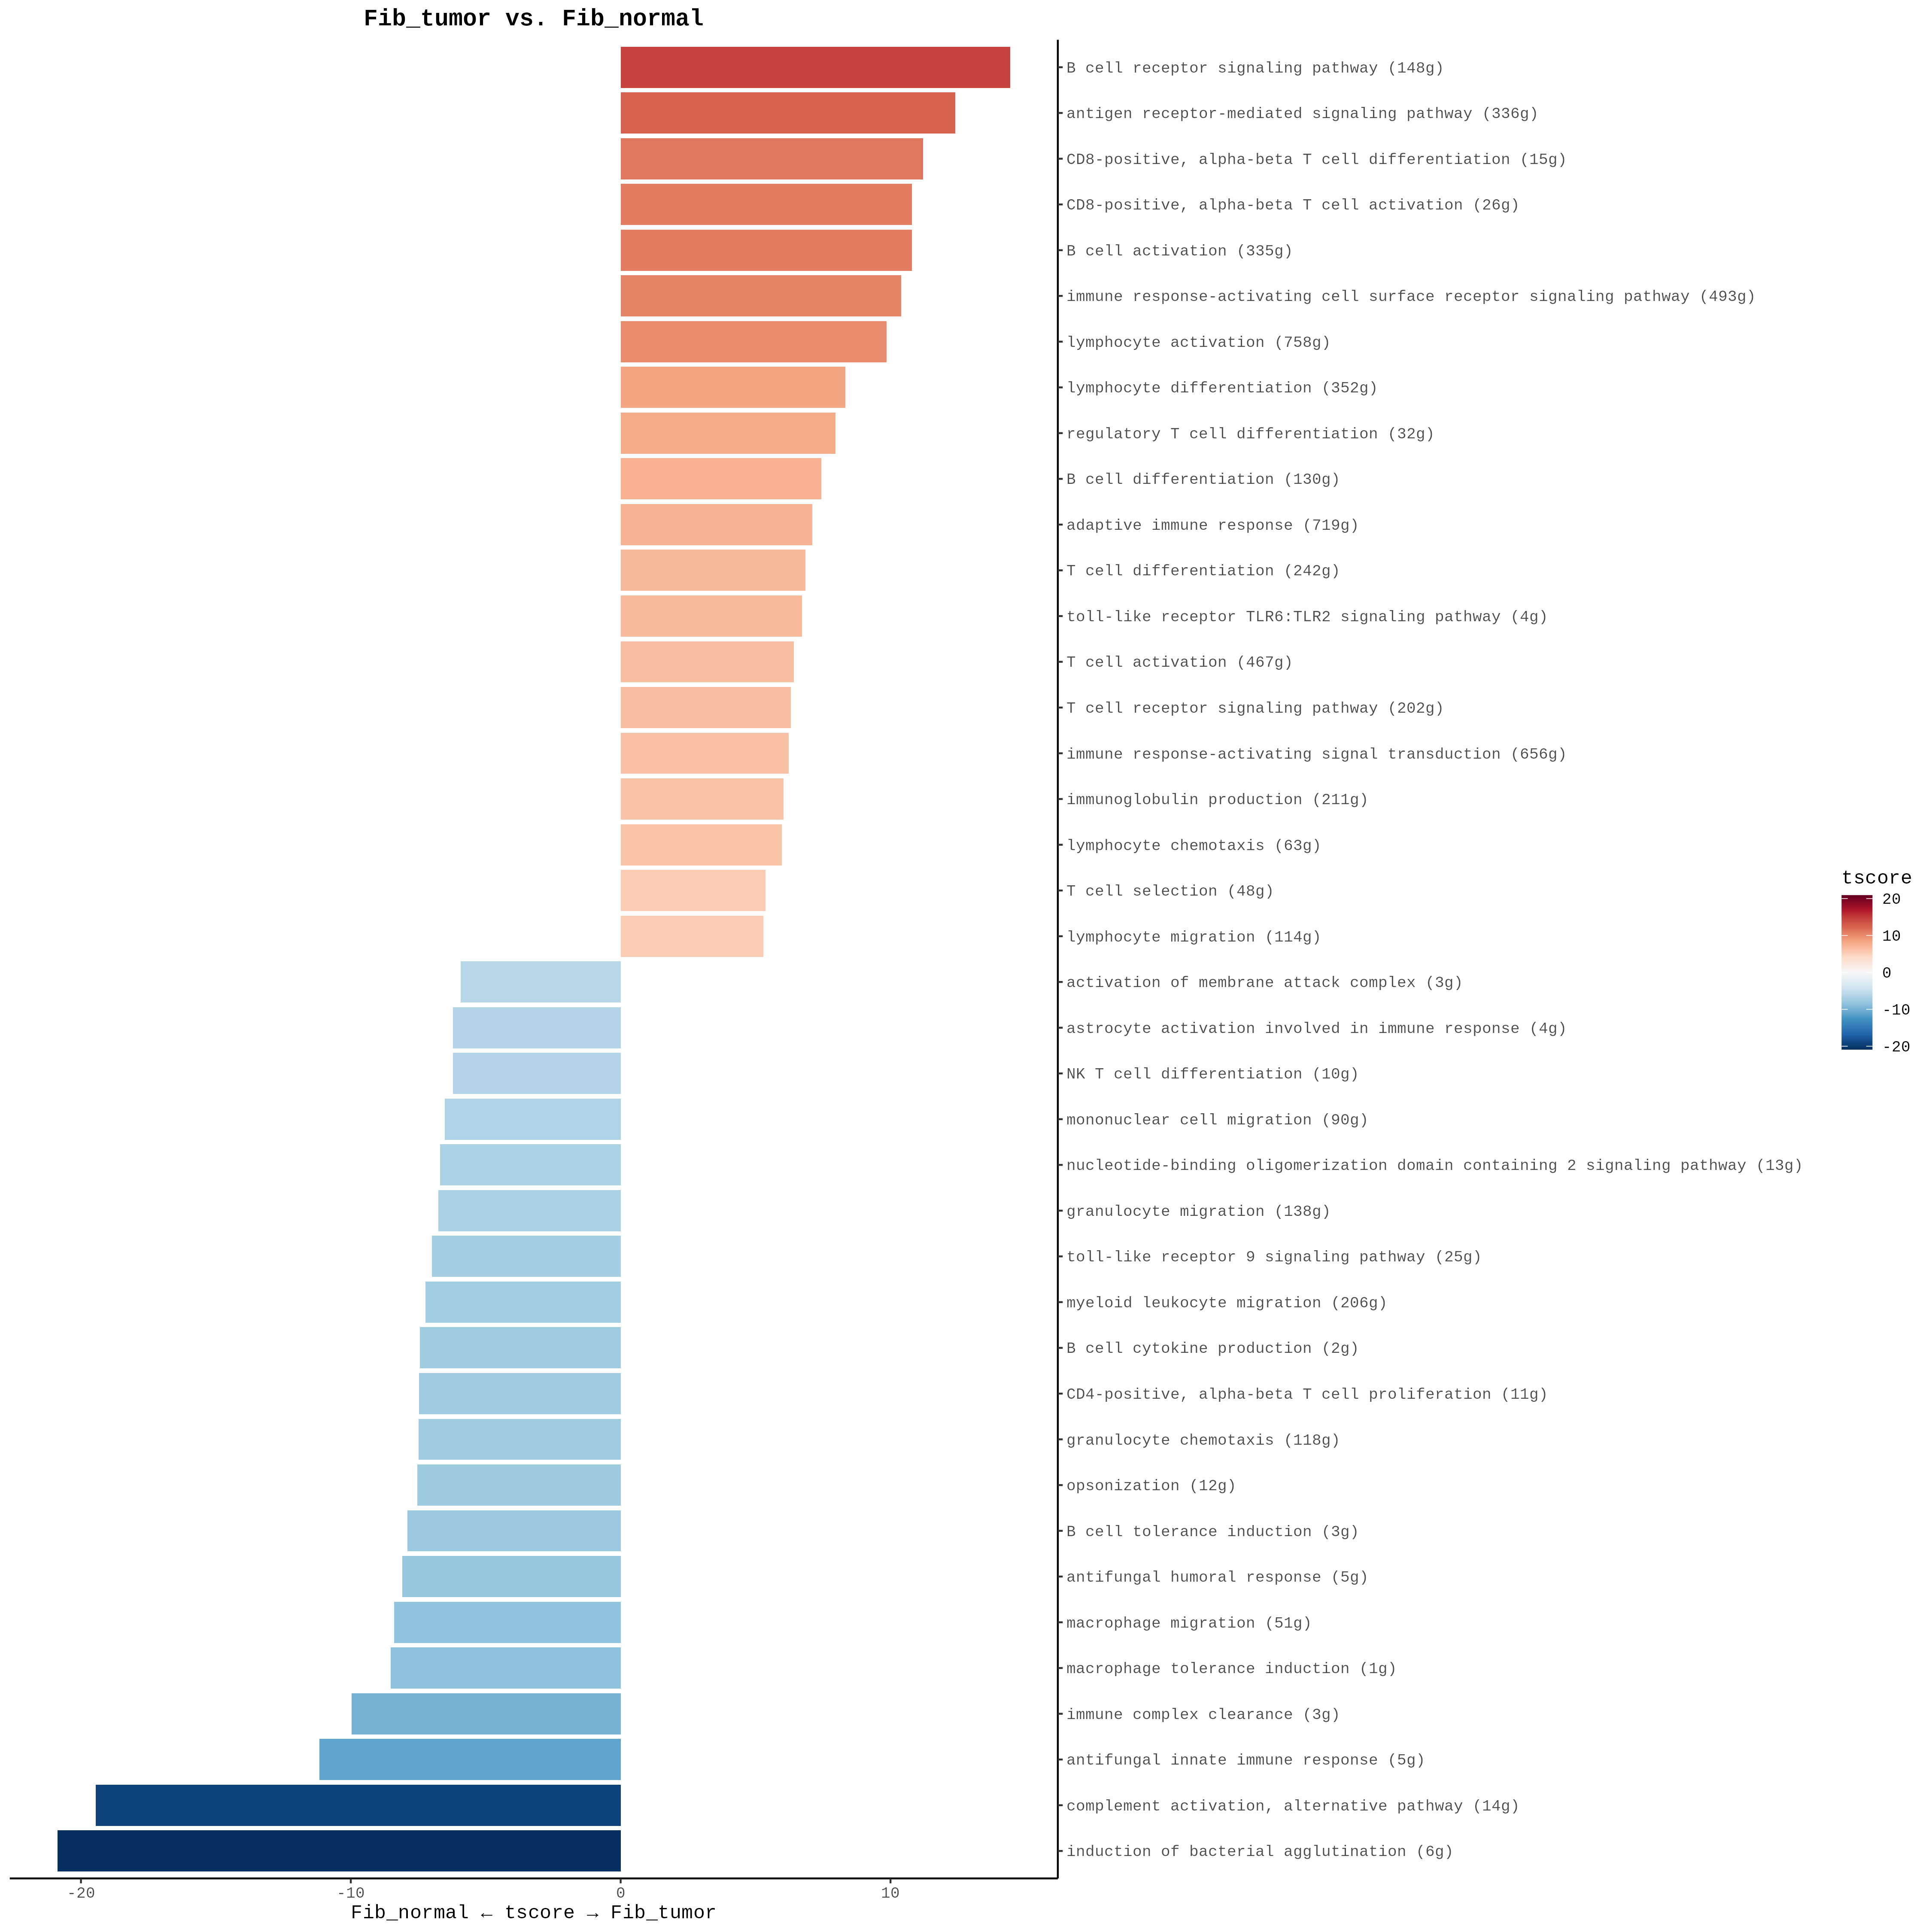 Fib_tumor vs. Fib_normal
B cell receptor signaling pathway (148g)
antigen receptor-mediated signaling pathway (336g)
CD8-positive, alpha-beta T cell differentiation (15g)
CD8-positive, alpha-beta T cell activation (26g)
B cell activation (335g)
immune response-activating cell surface receptor signaling pathway (493g)
lymphocyte activation (758g)
lymphocyte differentiation (352g)
regulatory T cell differentiation (32g)
B cell differentiation (130g)
adaptive immune response (719g)
T cell differentiation (242g)
toll-like receptor TLR6:TLR2 signaling pathway (4g)
T cell activation (467g)
T cell receptor signaling pathway (202g)
immune response-activating signal transduction (656g)
immunoglobulin production (211g)
lymphocyte chemotaxis (63g)
T cell selection (48g)
lymphocyte migration (114g)
activation of membrane attack complex (3g)
astrocyte activation involved in immune response (4g)
NK T cell differentiation (10g)
mononuclear cell migration (90g)
nucleotide-binding oligomerization domain containing 2 signaling pathway (13g)
granulocyte migration (138g)
toll-like receptor 9 signaling pathway (25g)
myeloid leukocyte migration (206g)
B cell cytokine production (2g)
CD4-positive, alpha-beta T cell proliferation (11g)
granulocyte chemotaxis (118g)
opsonization (12g)
B cell tolerance induction (3g)
antifungal humoral response (5g)
macrophage migration (51g)
macrophage tolerance induction (1g)
immune complex clearance (3g)
antifungal innate immune response (5g)
complement activation, alternative pathway (14g)
induction of bacterial agglutination (6g)
-20 -10 0 10
Fib_normal ← tscore → Fib_tumor
tscore
20
10
0
-10
-20